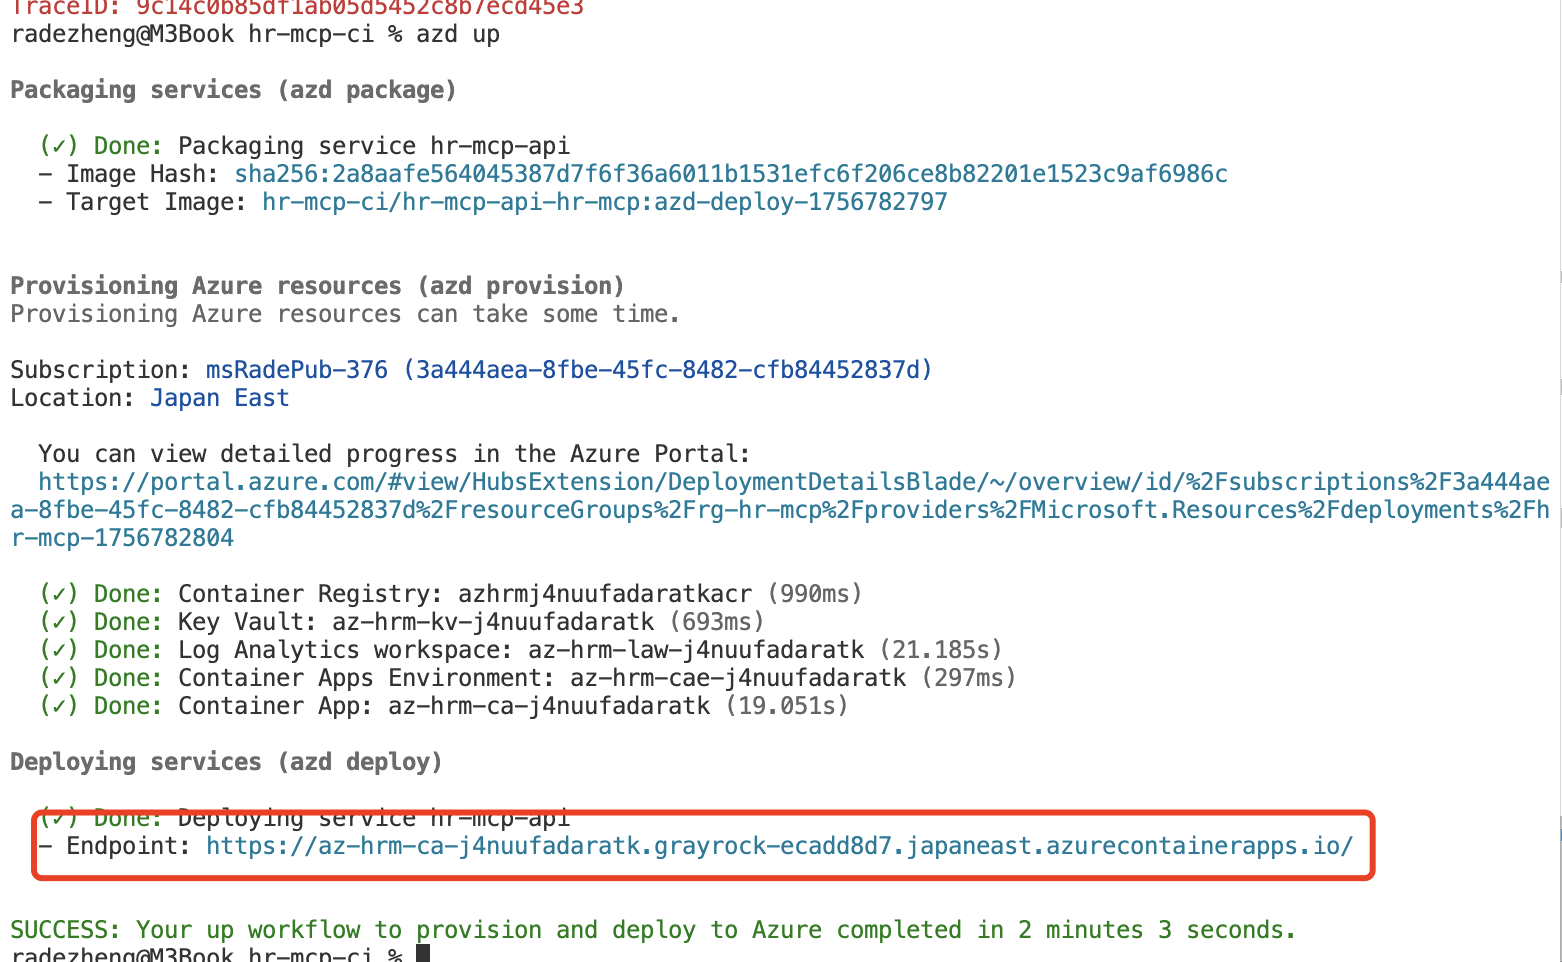 TraceID: 9c14c0b85df1ab05d5452c8b7ecd45e3
radezheng@M3Book hr-mcp-ci % azd up
Packaging services (azd package)
(✓) Done: Packaging service hr-mcp-api
- Image Hash: sha256:2a8aafe564045387d7f6f36a6011b1531efc6f206ce8b82201e1523c9af6986c
- Target Image: hr-mcp-ci/hr-mcp-api-hr-mcp:azd-deploy-1756782797
Provisioning Azure resources (azd provision)
Provisioning Azure resources can take some time.
Subscription: msRadePub-376 (3a444aea-8fbe-45fc-8482-cfb84452837d)
Location: Japan East
You can view detailed progress in the Azure Portal:
https://portal.azure.com/#view/HubsExtension/DeploymentDetailsBlade/~/overview/id/%2Fsubscriptions%2F3a444ae
a-8fbe-45fc-8482-cfb84452837d%2FresourceGroups%2Frg-hr-mcp%2Fproviders%2FMicrosoft.Resources%2Fdeployments%2Fh
r-mcp-1756782804
(✓) Done: Container Registry: azhrmj4nuufadaratkacr (990ms)
(✓) Done: Key Vault: az-hrm-kv-j4nuufadaratk (693ms)
(✓) Done: Log Analytics workspace: az-hrm-law-j4nuufadaratk (21.185s)
(✓) Done: Container Apps Environment: az-hrm-cae-j4nuufadaratk (297ms)
(✓) Done: Container App: az-hrm-ca-j4nuufadaratk (19.051s)
Deploying services (azd deploy)
(✓) Done: Deploying service hr-mcp-api
- Endpoint: https://az-hrm-ca-j4nuufadaratk.grayrock-ecadd8d7.japaneast.azurecontainerapps.io/
SUCCESS: Your up workflow to provision and deploy to Azure completed in 2 minutes 3 seconds.
radezheng@M3Book hr-mcp-ci %